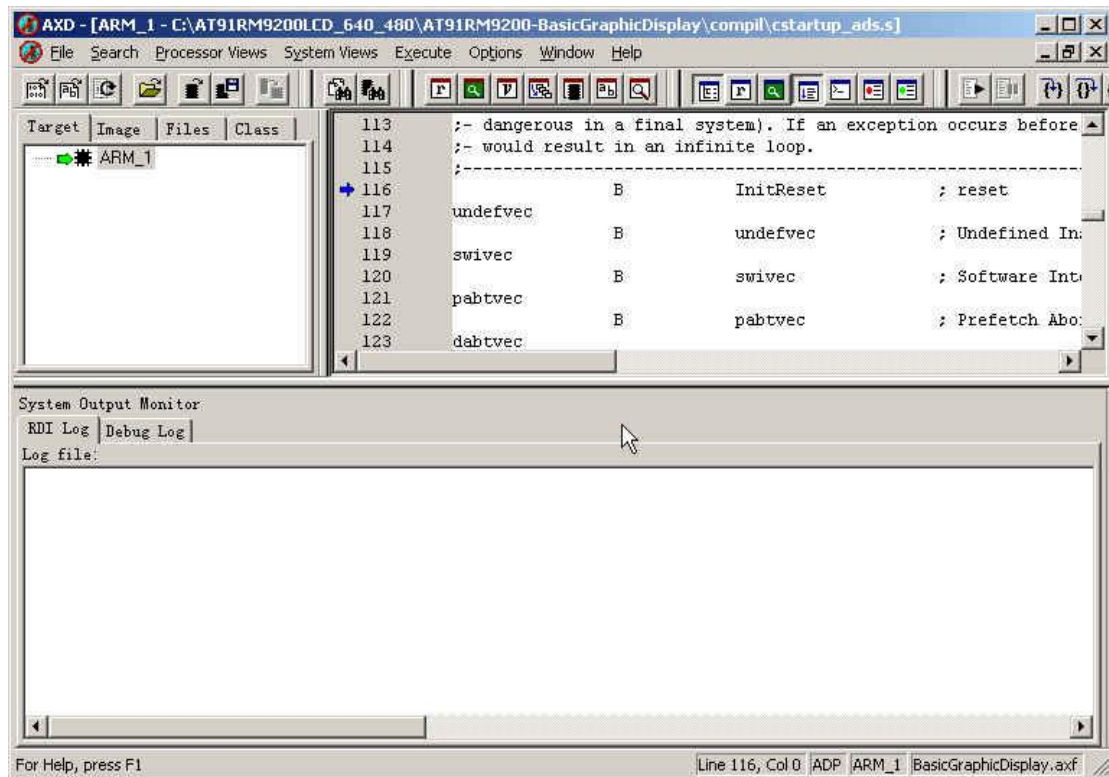 AXD - [ARM_1 - C:\AT91RM9200LCD_640_480\AT91RM9200-BasicGraphicDisplay\compil\cstartup_ads.s]
File Search Processor Views System Views Execute Options Window Help
Target Image Files Class
ARM_1
113 ;- dangerous in a final system). If an exception occurs before
114 ;- would result in an infinite loop.
115 ;------------------------------------------------------------------------------
116 B InitReset ; reset
117 undefvec
118 B undefvec ; Undefined
119 swivec
120 B swivec ; Software
121 pabtvec
122 B pabtvec ; Prefetch
123 dabtvec
System Output Monitor
RDI Log Debug Log
Log file:
For Help, press F1
Line 116, Col 0 ADP ARM_1 BasicGraphicDisplay.axf